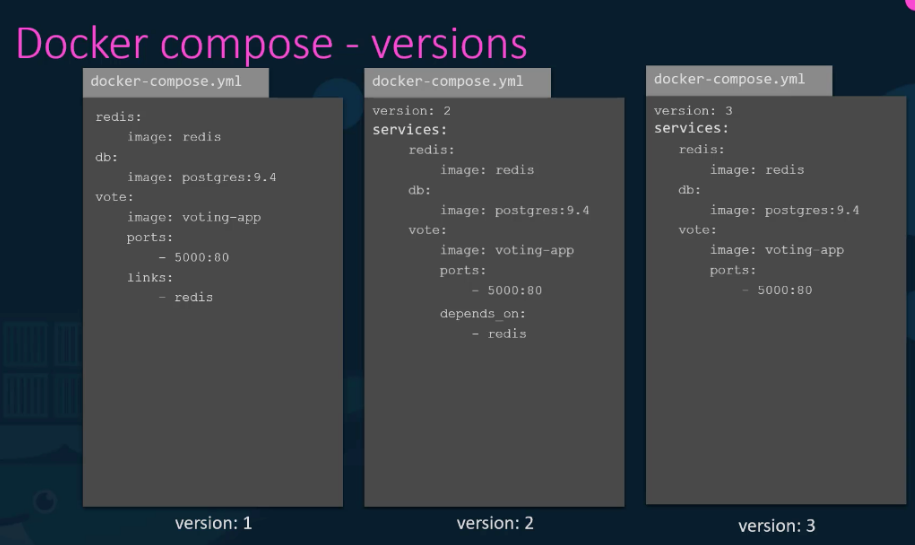 Docker compose - versions
docker-compose.yml
redis:
    image: redis
db:
    image: postgres:9.4
vote:
    image: voting-app
    ports:
        - 5000:80
    links:
        - redis
version: 1
docker-compose.yml
version: 2
services:
    redis:
        image: redis
    db:
        image: postgres:9.4
    vote:
        image: voting-app
        ports:
            - 5000:80
        depends_on:
            - redis
version: 2
docker-compose.yml
version: 3
services:
    redis:
        image: redis
    db:
        image: postgres:9.4
    vote:
        image: voting-app
        ports:
            - 5000:80
version: 3